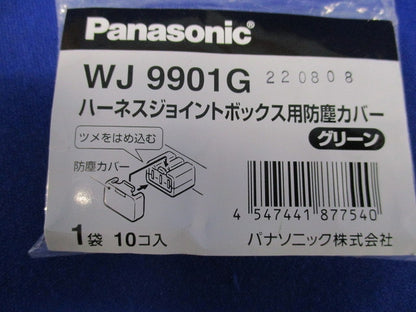 Panasonic
WJ 9901G 220808
ハーネスジョイントボックス用防塵カバー
グリーン
ツメをはめ込む
防塵カバー
4 547441 877540
1袋 10コ入
パナソニック株式会社